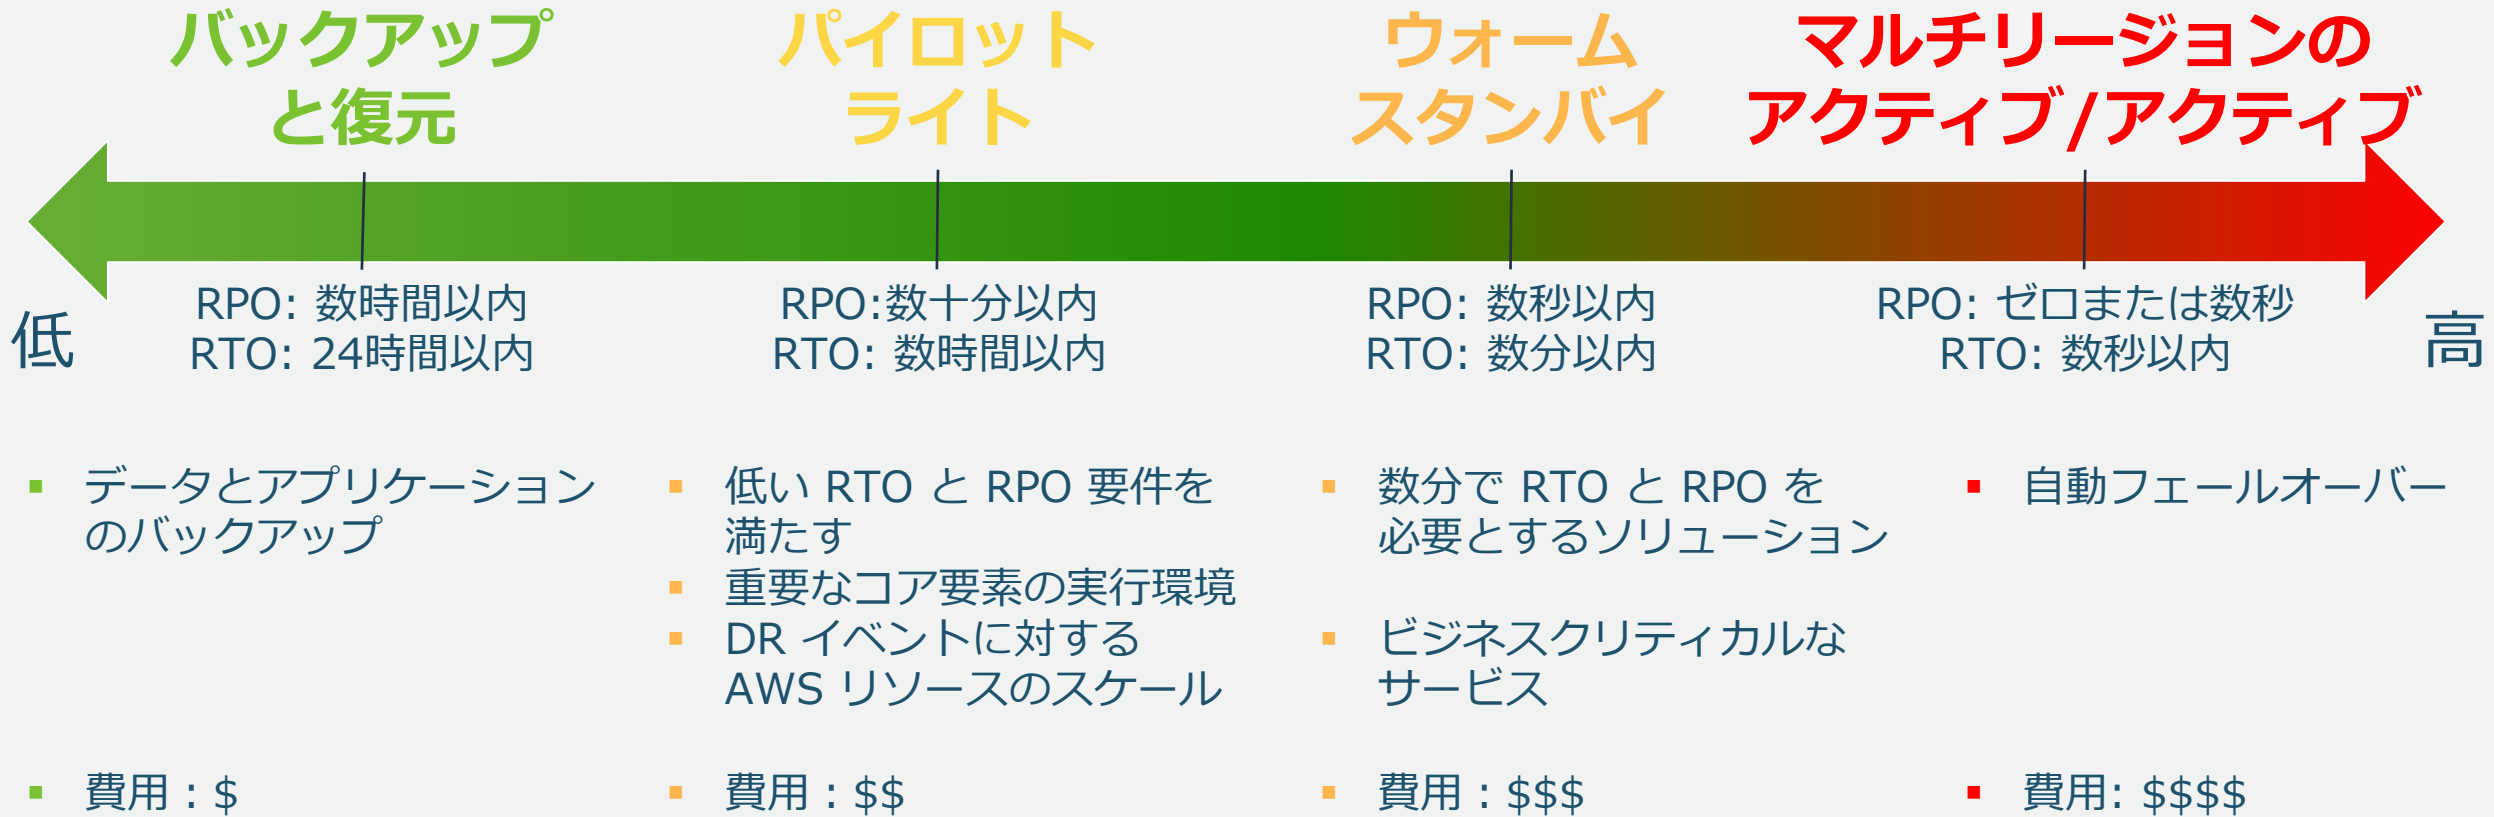 バックアップ
と復元
パイロット
ライト
ウォーム
スタンバイ
マルチリージョンの
アクティブ/アクティブ
低
RPO: 数時間以内
RTO: 24時間以内
RPO:数十分以内
RTO: 数時間以内
RPO: 数秒以内
RTO: 数分以内
RPO: ゼロまたは数秒
RTO: 数秒以内
高
▪ データとアプリケーション
のバックアップ
▪ 費用 : $
▪ 低い RTO と RPO 要件を
満たす
▪ 重要なコア要素の実行環境
▪ DR イベントに対する
AWS リソースのスケール
▪ 費用 : $$
▪ 数分で RTO と RPO を
必要とするソリューション
▪ ビジネスクリティカルな
サービス
▪ 費用 : $$$
▪ 自動フェールオーバー
▪ 費用: $$$$